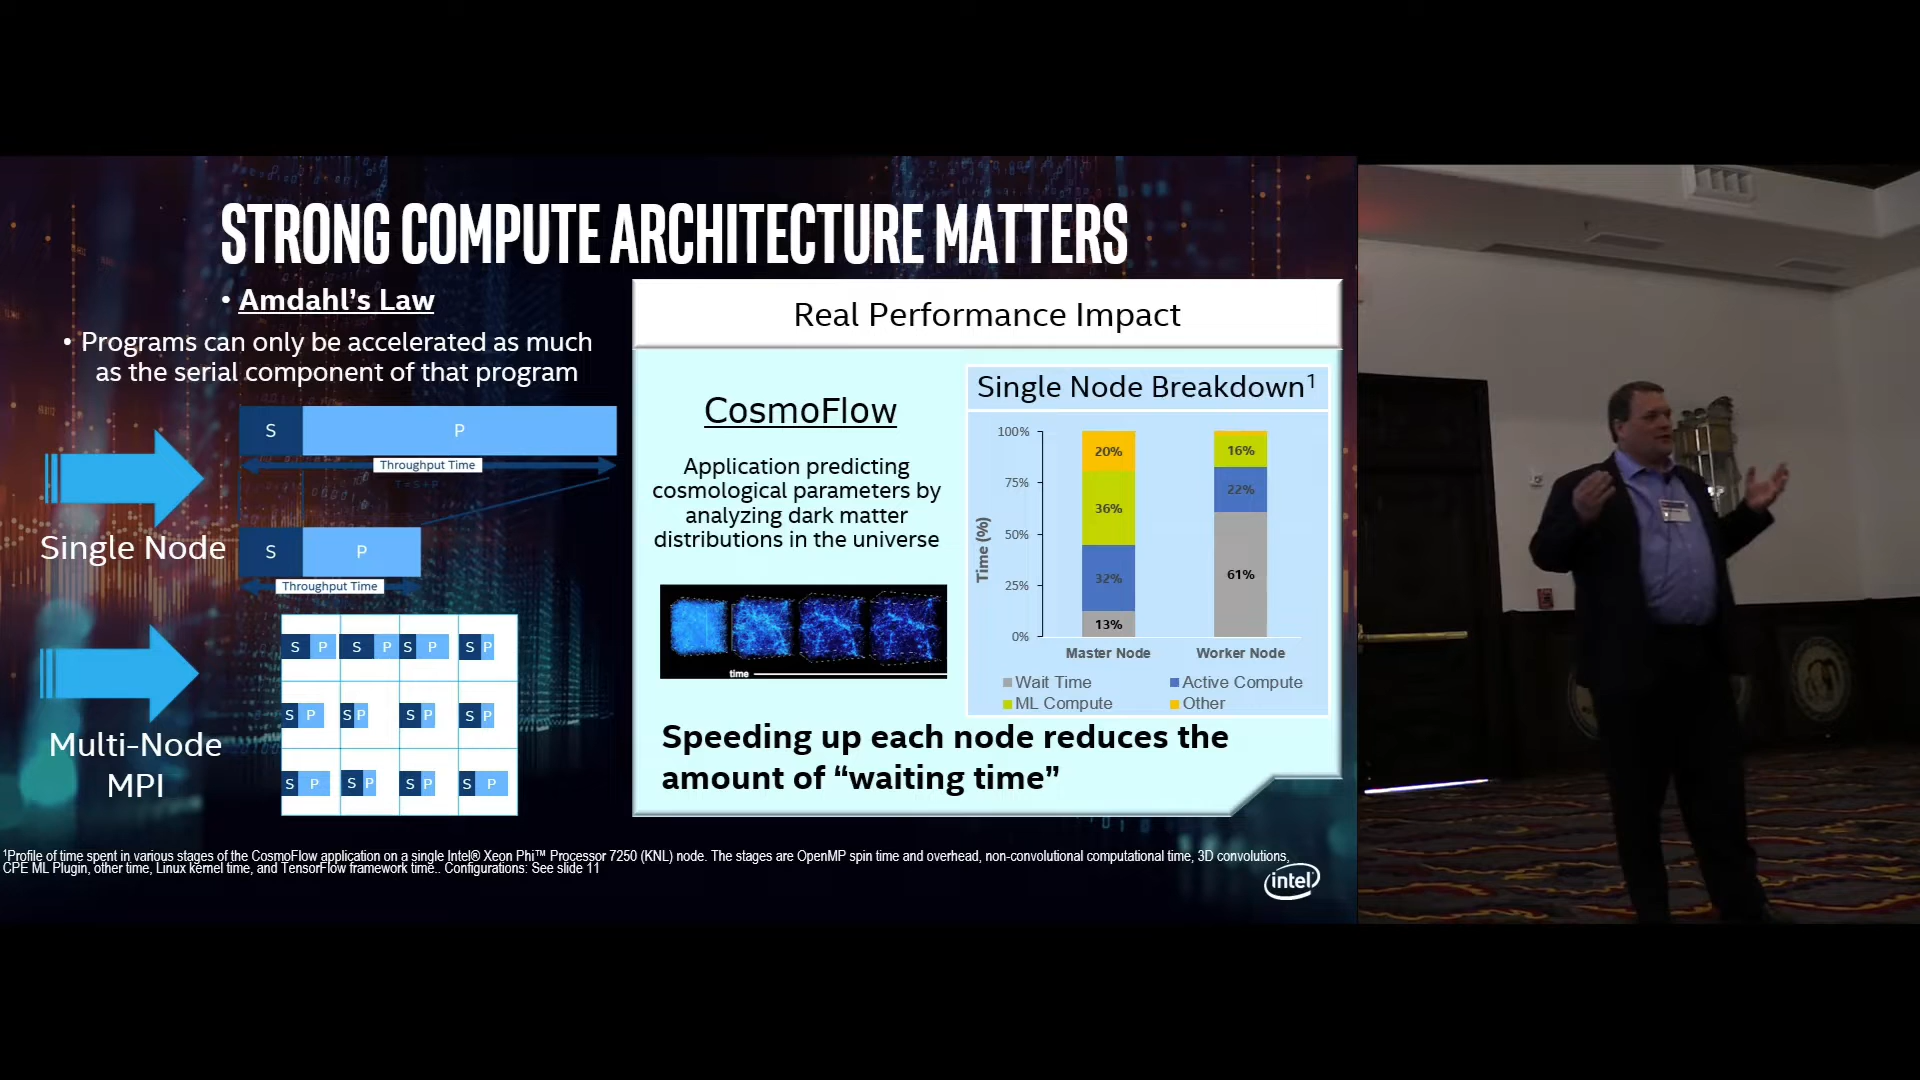 STRONG COMPUTE ARCHITECTURE MATTERS
• Amdahl's Law
• Programs can only be accelerated as much
as the serial component of that program
S P
Throughput Time
T = S + P
Single Node
S P
Throughput Time
S P S P S P S P
S P S P S P S P
S P S P S P S P
Multi-Node
MPI
Real Performance Impact
CosmoFlow
Application predicting
cosmological parameters by
analyzing dark matter
distributions in the universe
time
Single Node Breakdown1
Time (%)
100%
75%
50%
25%
0%
20%
36%
32%
13%
16%
22%
61%
Master Node Worker Node
Wait Time Active Compute
ML Compute Other
Speeding up each node reduces the
amount of “waiting time”
1Profile of time spent in various stages of the CosmoFlow application on a single Intel® Xeon Phi™ Processor 7250 (KNL) node. The stages are OpenMP spin time and overhead, non-convolutional computational time, 3D convolutions,
CPE ML Plugin, other time, Linux kernel time, and TensorFlow framework time.. Configurations: See slide 11
intel